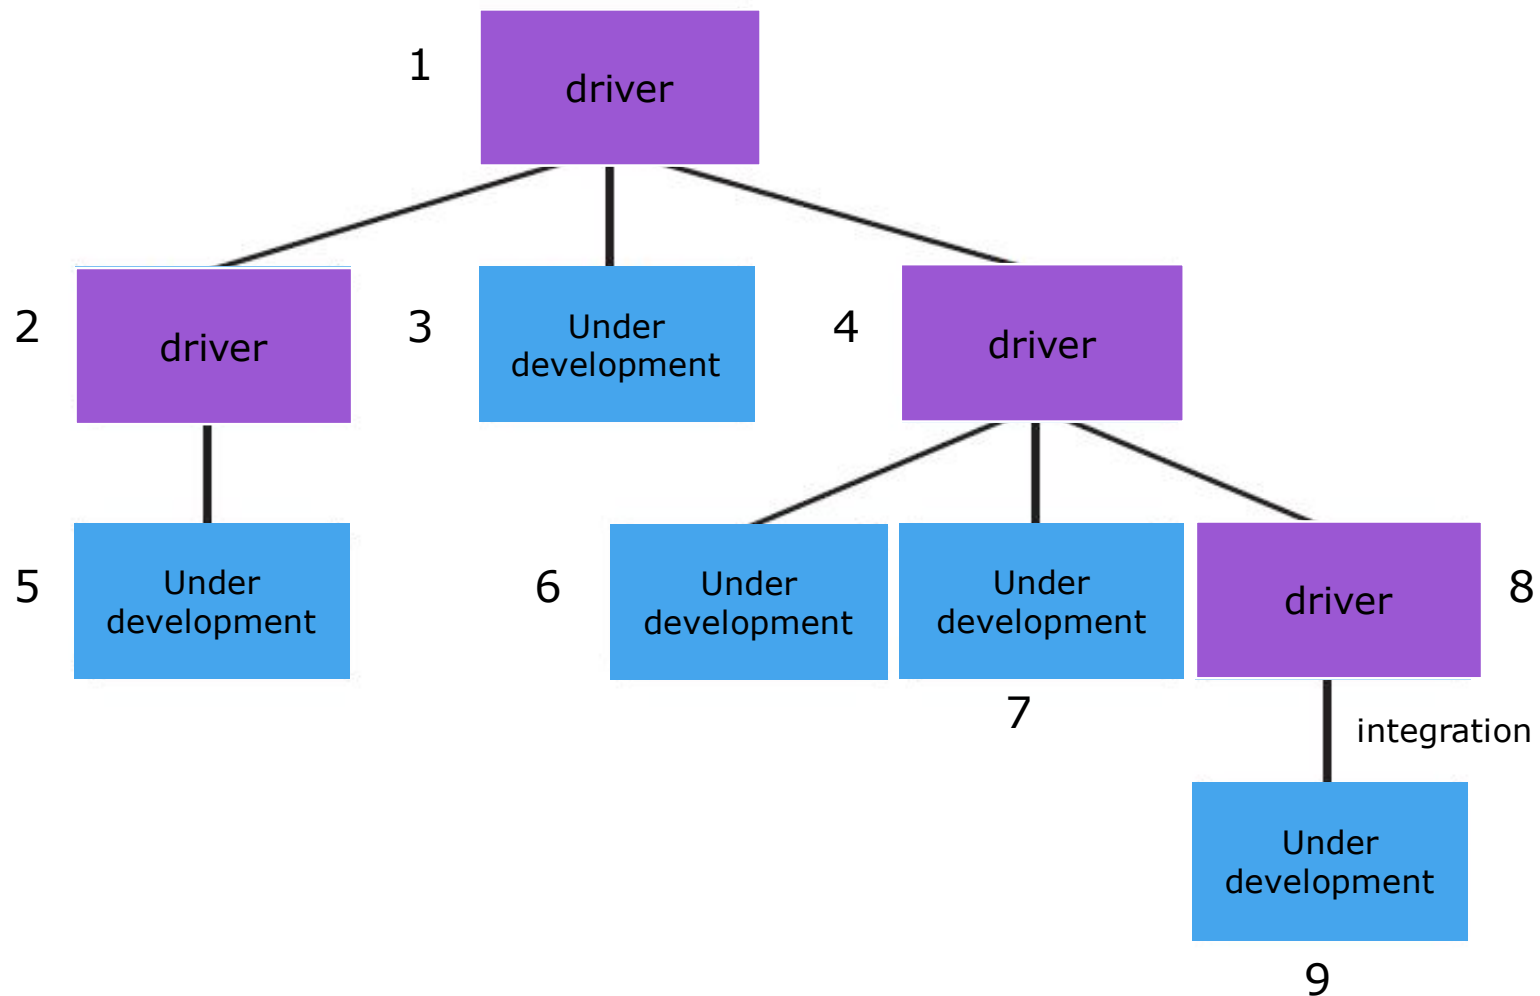 1
driver
2
driver
3
Under
development
4
driver
5
Under
development
6
Under
development
Under
development
7
driver
8
integration
Under
development
9